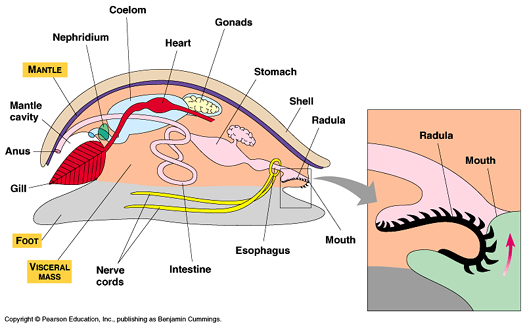 Coelom
Gonads
Nephridium
Heart
MANTLE
Stomach
Mantle
cavity
Shell
Radula
Anus
Gill
FOOT
VISCERAL
MASS
Nerve
cords
Intestine
Esophagus
Mouth
Radula
Mouth
Copyright © Pearson Education, Inc., publishing as Benjamin Cummings.